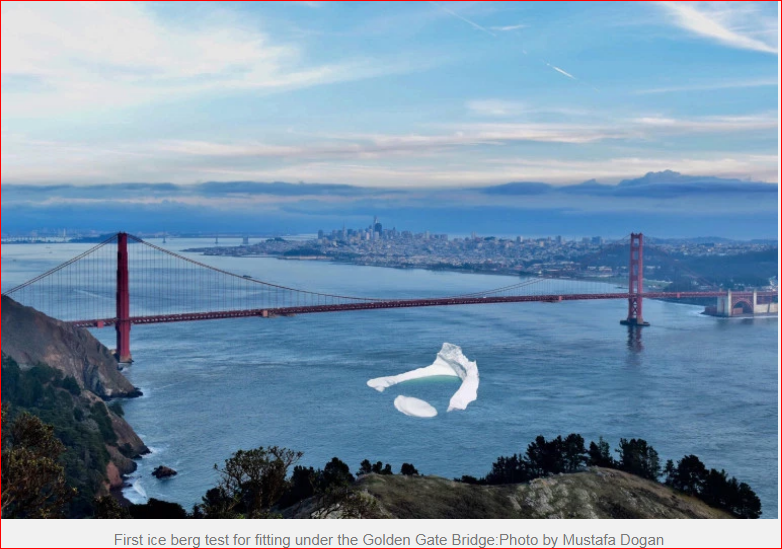 First ice berg test for fitting under the Golden Gate Bridge:Photo by Mustafa Dogan